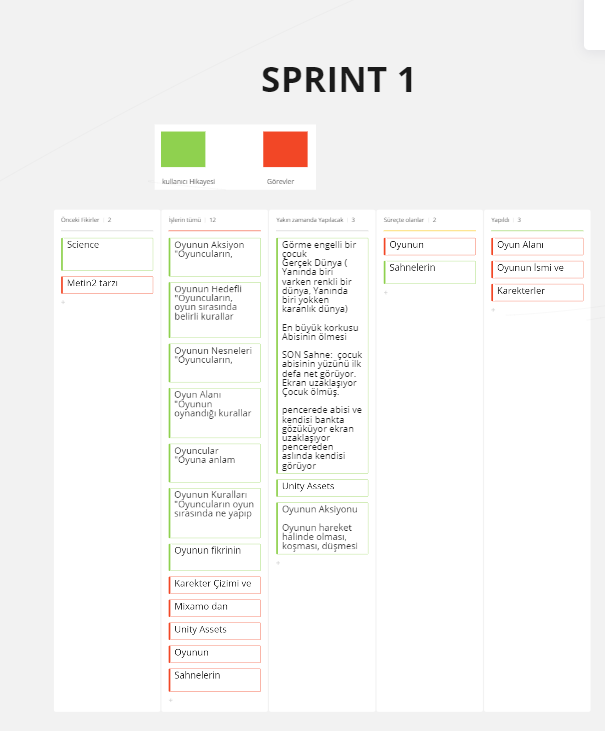 SPRINT 1
kullanıcı Hikayesi
Görevler
Önceki Fikirler 2
Science
Metin2 tarzı
İşlerin tümü 12
Oyunun Aksiyon
"Oyuncuların,
Oyunun Hedefli
"Oyuncuların,
oyun sırasında
belirli kurallar
Oyunun Nesneleri
"Oyuncuların,
Oyun Alanı
"Oyunun
oynandığı kurallar
Oyuncular
"Oyuna anlam
Oyunun Kuralları
"Oyuncuların oyun
sırasında ne yapıp
Oyunun fikrinin
Karekter Çizimi ve
Mixamo dan
Unity Assets
Oyunun
Sahnelerin
Yakın zamanda Yapılacak 3
Görme engelli bir
çocuk
Gerçek Dünya (
Yanında biri
varken renkli bir
dünya, Yanında
biri yokken
karanlık dünya)
En büyük korkusu
Abisinin ölmesi
SON Sahne: çocuk
abisinin yüzünü ilk
defa net görüyor.
Ekran uzaklaşıyor
Çocuk ölmüş.
pencerede abisi ve
kendisi bankta
gözüküyor ekran
uzaklaşıyor
pencereden
aslında kendisi
görüyor
Unity Assets
Oyunun Aksiyonu
Oyunun hareket
halinde olması,
koşması, düşmesi
Süreçte olanlar 2
Oyunun
Sahnelerin
Yapıldı 3
Oyun Alanı
Oyunun İsmi ve
Karekterler